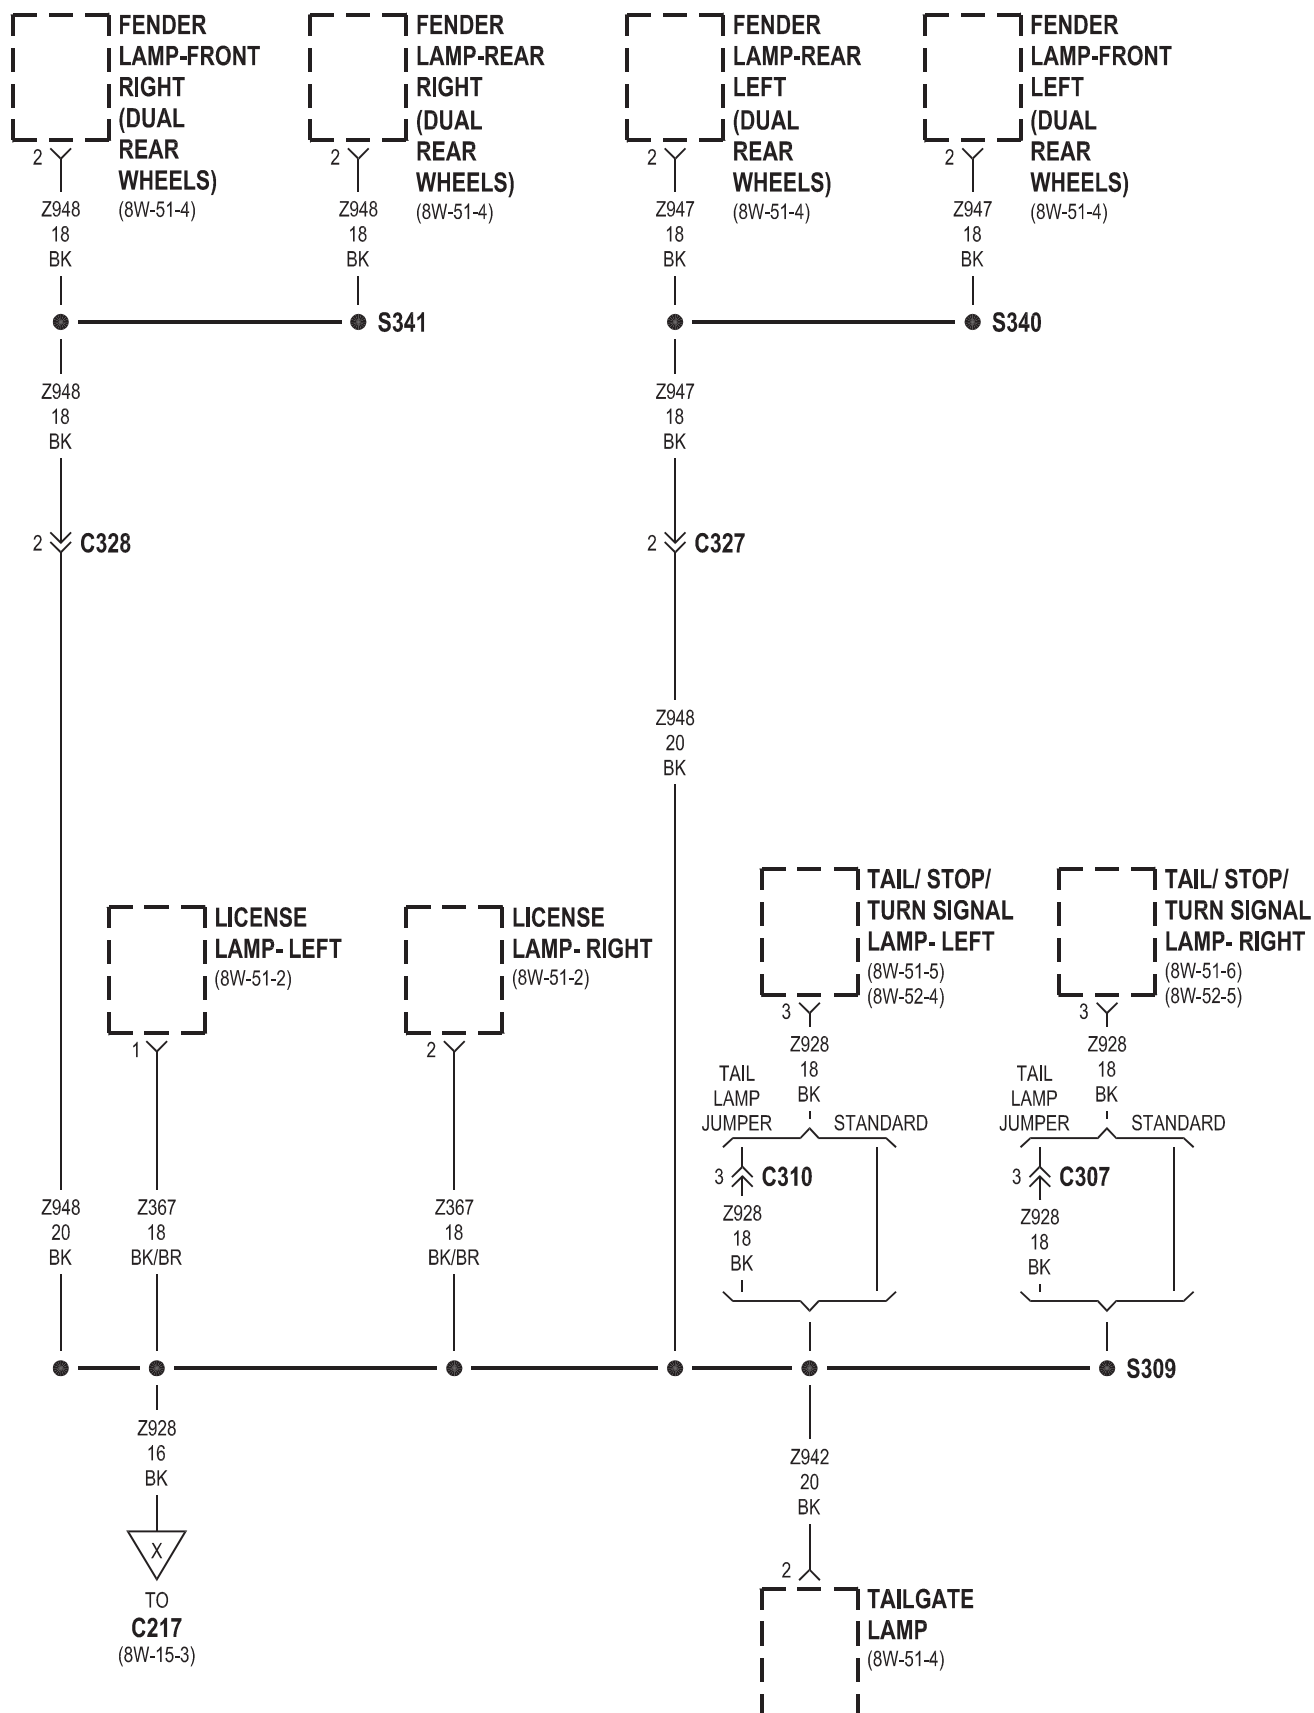 FENDER
LAMP-FRONT
RIGHT
(DUAL
REAR
WHEELS)
(8W-51-4)
2
Z948
18
BK
FENDER
LAMP-REAR
RIGHT
(DUAL
REAR
WHEELS)
(8W-51-4)
2
Z948
18
BK
FENDER
LAMP-REAR
LEFT
(DUAL
REAR
WHEELS)
(8W-51-4)
2
Z947
18
BK
FENDER
LAMP-FRONT
LEFT
(DUAL
REAR
WHEELS)
(8W-51-4)
2
Z947
18
BK
S341
S340
Z948
18
BK
Z947
18
BK
2 C328
2 C327
Z948
20
BK
LICENSE
LAMP- LEFT
(8W-51-2)
1
LICENSE
LAMP- RIGHT
(8W-51-2)
2
TAIL/ STOP/
TURN SIGNAL
LAMP- LEFT
(8W-51-5)
(8W-52-4)
3
Z928
18
BK
TAIL
LAMP
JUMPER
STANDARD
3 C310
Z928
18
BK
TAIL/ STOP/
TURN SIGNAL
LAMP- RIGHT
(8W-51-6)
(8W-52-5)
3
Z928
18
BK
TAIL
LAMP
JUMPER
STANDARD
3 C307
Z928
18
BK
Z948
20
BK
Z367
18
BK/BR
Z367
18
BK/BR
S309
Z928
16
BK
X
TO
C217
(8W-15-3)
Z942
20
BK
2
TAILGATE
LAMP
(8W-51-4)